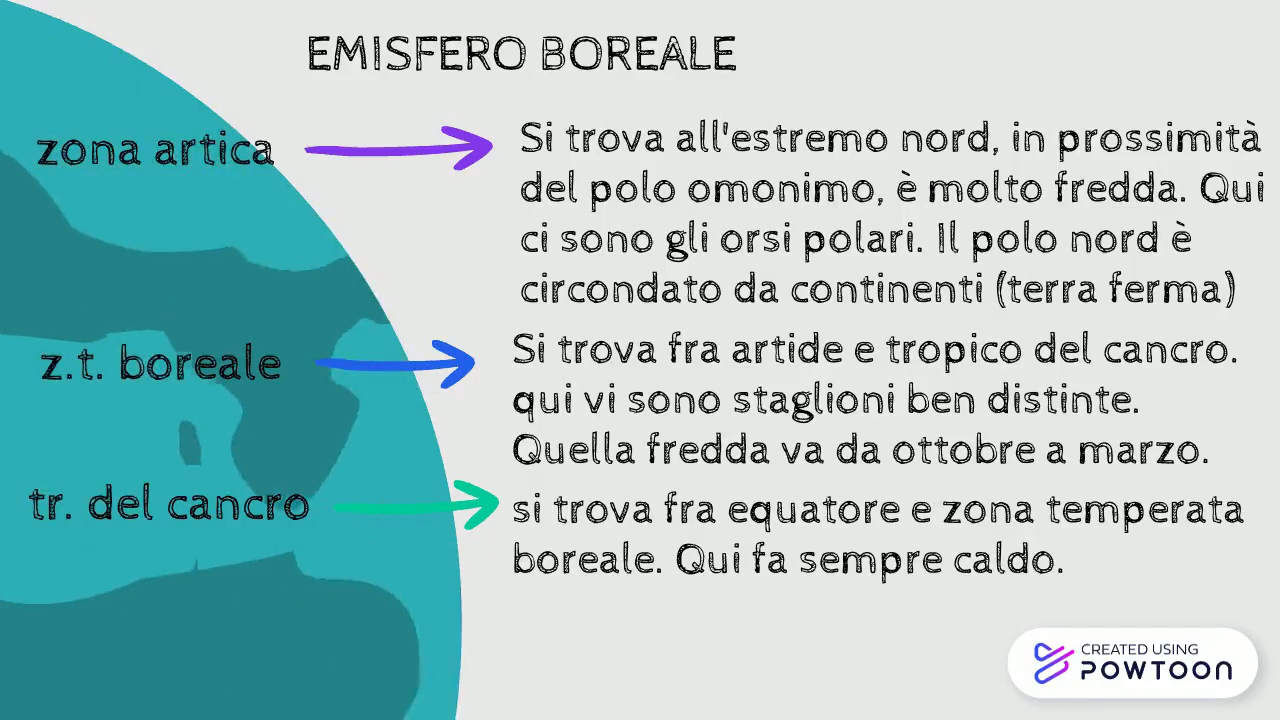 EMISFERO BOREALE
zona artica
Si trova all'estremo nord, in prossimità
del polo omonimo, è molto fredda. Qui
ci sono gli orsi polari. Il polo nord è
circondato da continenti (terra ferma)
z.t. boreale
Si trova fra artide e tropico del cancro.
qui vi sono staglioni ben distinte.
Quella fredda va da ottobre a marzo.
tr. del cancro
si trova fra equatore e zona temperata
boreale. Qui fa sempre caldo.
CREATED USING
POWTOON